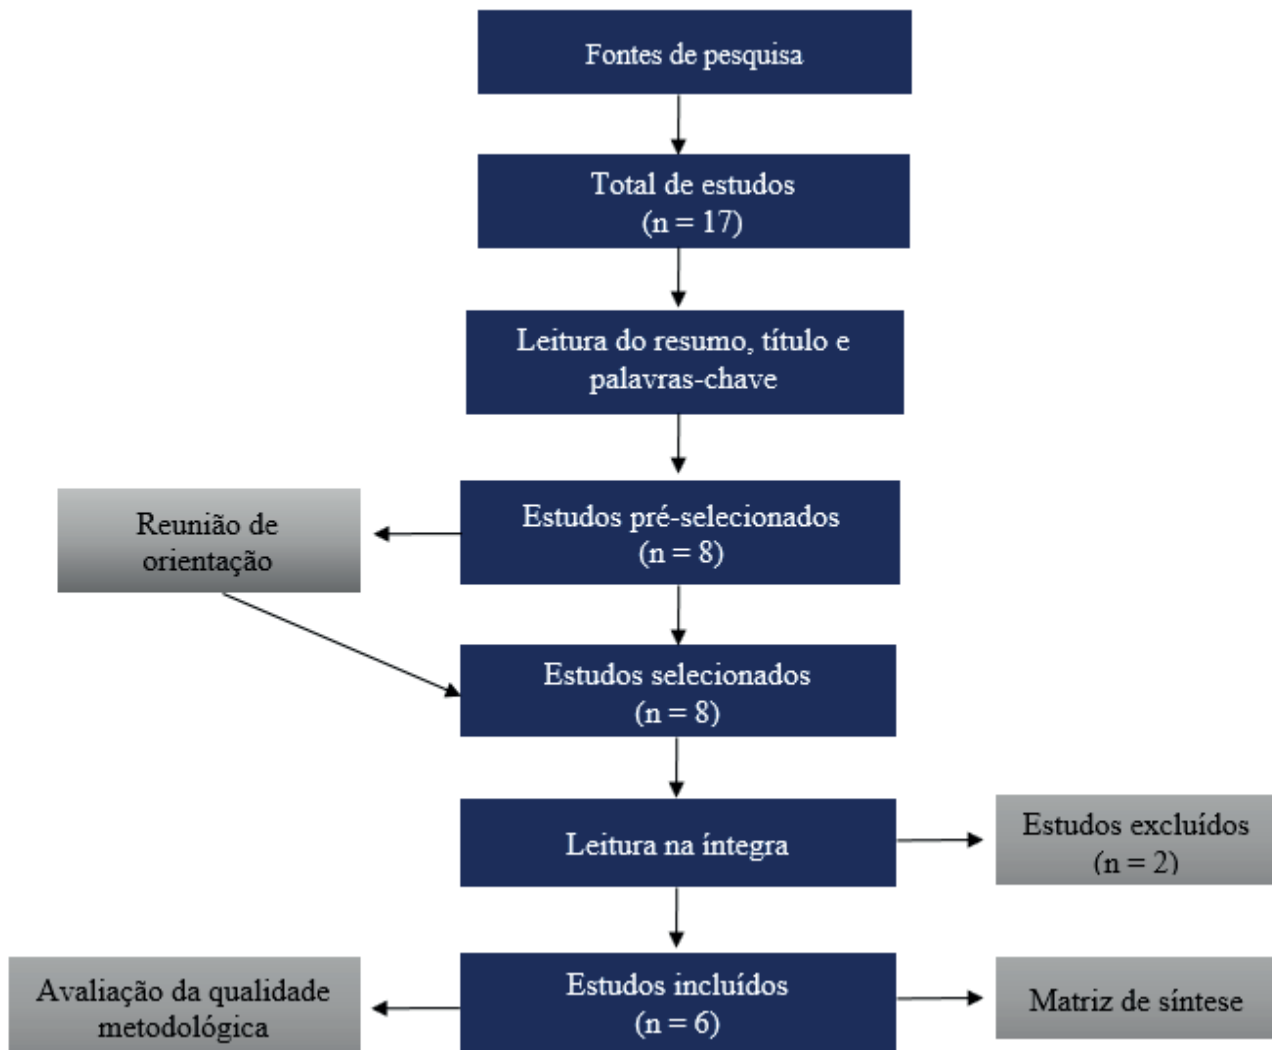 Fontes de pesquisa
Total de estudos
(n = 17)
Leitura do resumo, título e
palavras-chave
Estudos pré-selecionados
(n = 8)
Reunião de
orientação
Estudos selecionados
(n = 8)
Leitura na íntegra
Estudos excluídos
(n = 2)
Estudos incluídos
(n = 6)
Avaliação da qualidade
metodológica
Matriz de síntese